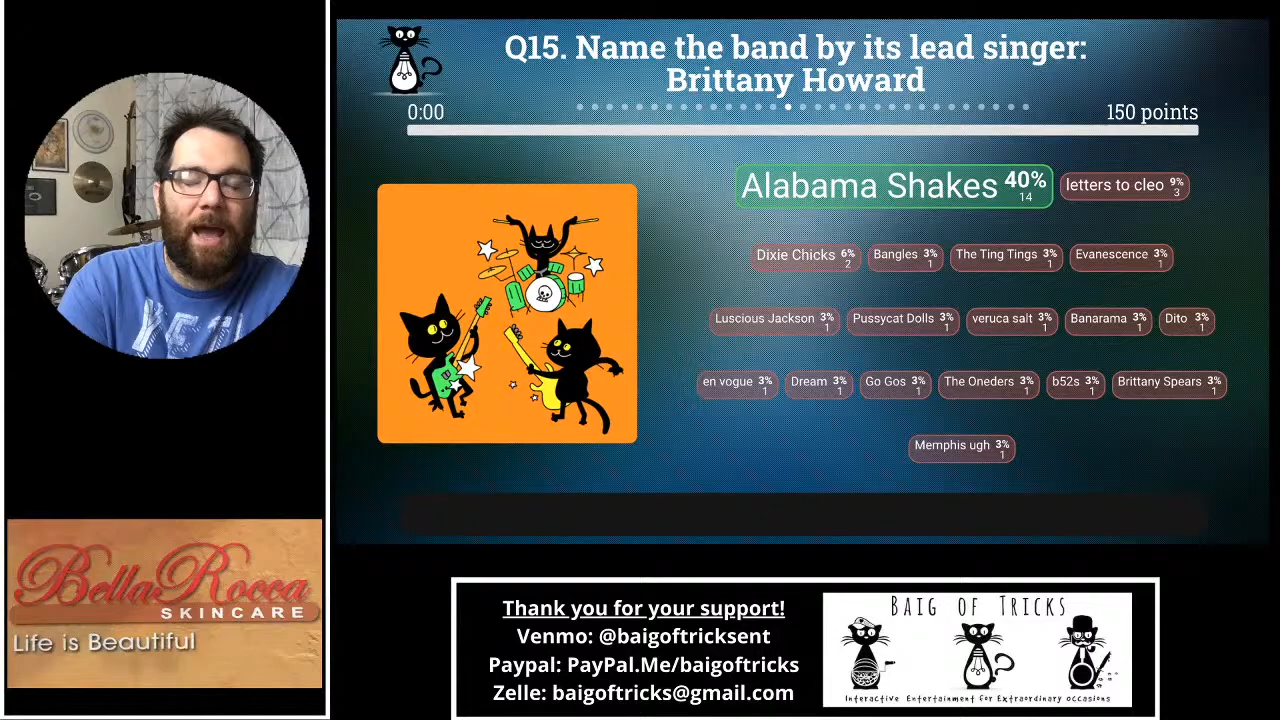 Q15. Name the band by its lead singer:
Brittany Howard
0:00
150 points
Alabama Shakes 40% 14
letters to cleo 9% 3
Dixie Chicks 6% 2
Bangles 3% 1
The Ting Tings 3% 1
Evanescence 3% 1
Luscious Jackson 3% 1
Pussycat Dolls 3% 1
veruca salt 3% 1
Banarama 3% 1
Dito 3% 1
en vogue 3% 1
Dream 3% 1
Go Gos 3% 1
The Oneders 3% 1
b52s 3% 1
Brittany Spears 3% 1
Memphis ugh 3% 1
BellaRocca
SKINCARE
Life is Beautiful
Thank you for your support!
Venmo: @baigoftricksent
Paypal: PayPal.Me/baigoftricks
Zelle: baigoftricks@gmail.com
BAIG OF TRICKS
Interactive Entertainment for Extraordinary occasions